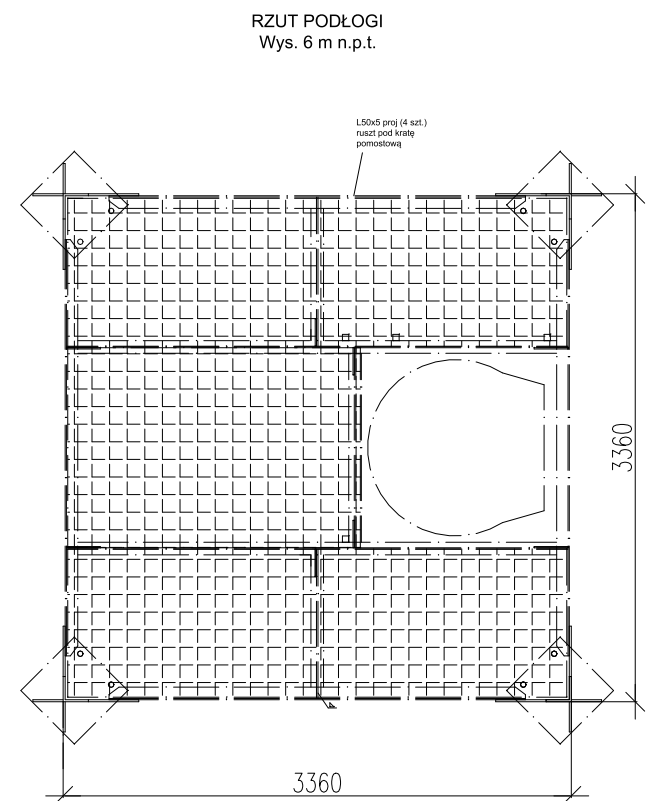 RZUT PODŁOGI
Wys. 6 m n.p.t.
L50x5 proj (4 szt.)
ruszt pod kratę
pomostową
3360
3360